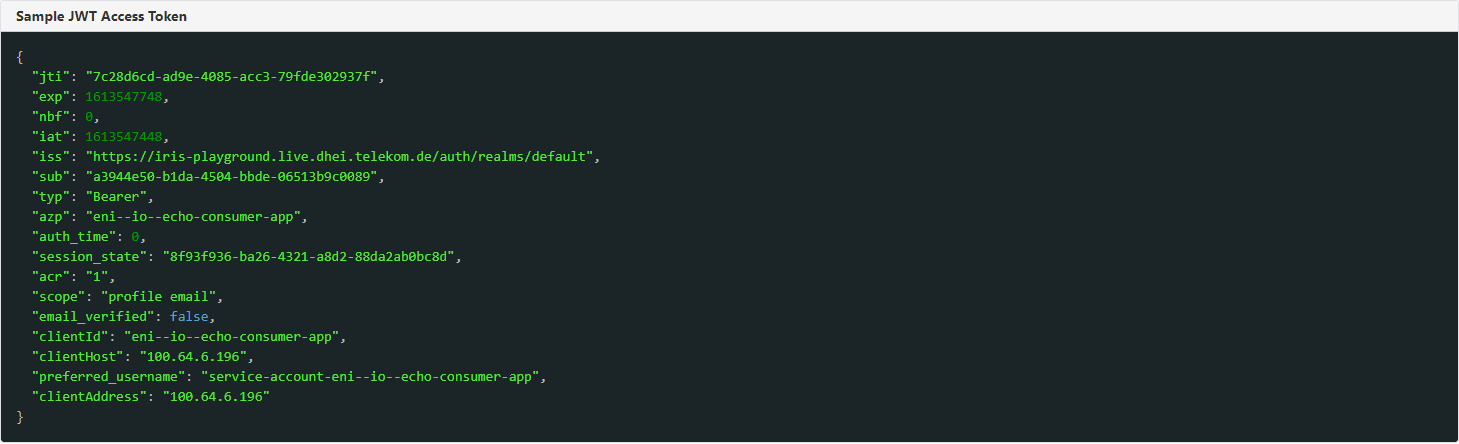 Sample JWT Access Token
{
"jti": "7c28d6cd-ad9e-4085-acc3-79fde302937f",
"exp": 1613547748,
"nbf": 0,
"iat": 1613547448,
"iss": "https://iris-playground.live.dhei.telekom.de/auth/realms/default",
"sub": "a3944e50-b1da-4504-bbde-06513b9c0089",
"typ": "Bearer",
"azp": "eni--io--echo-consumer-app",
"auth_time": 0,
"session_state": "8f93f936-ba26-4321-a8d2-88da2ab0bc8d",
"acr": "1",
"scope": "profile email",
"email_verified": false,
"clientId": "eni--io--echo-consumer-app",
"clientHost": "100.64.6.196",
"preferred_username": "service-account-eni--io--echo-consumer-app",
"clientAddress": "100.64.6.196"
}